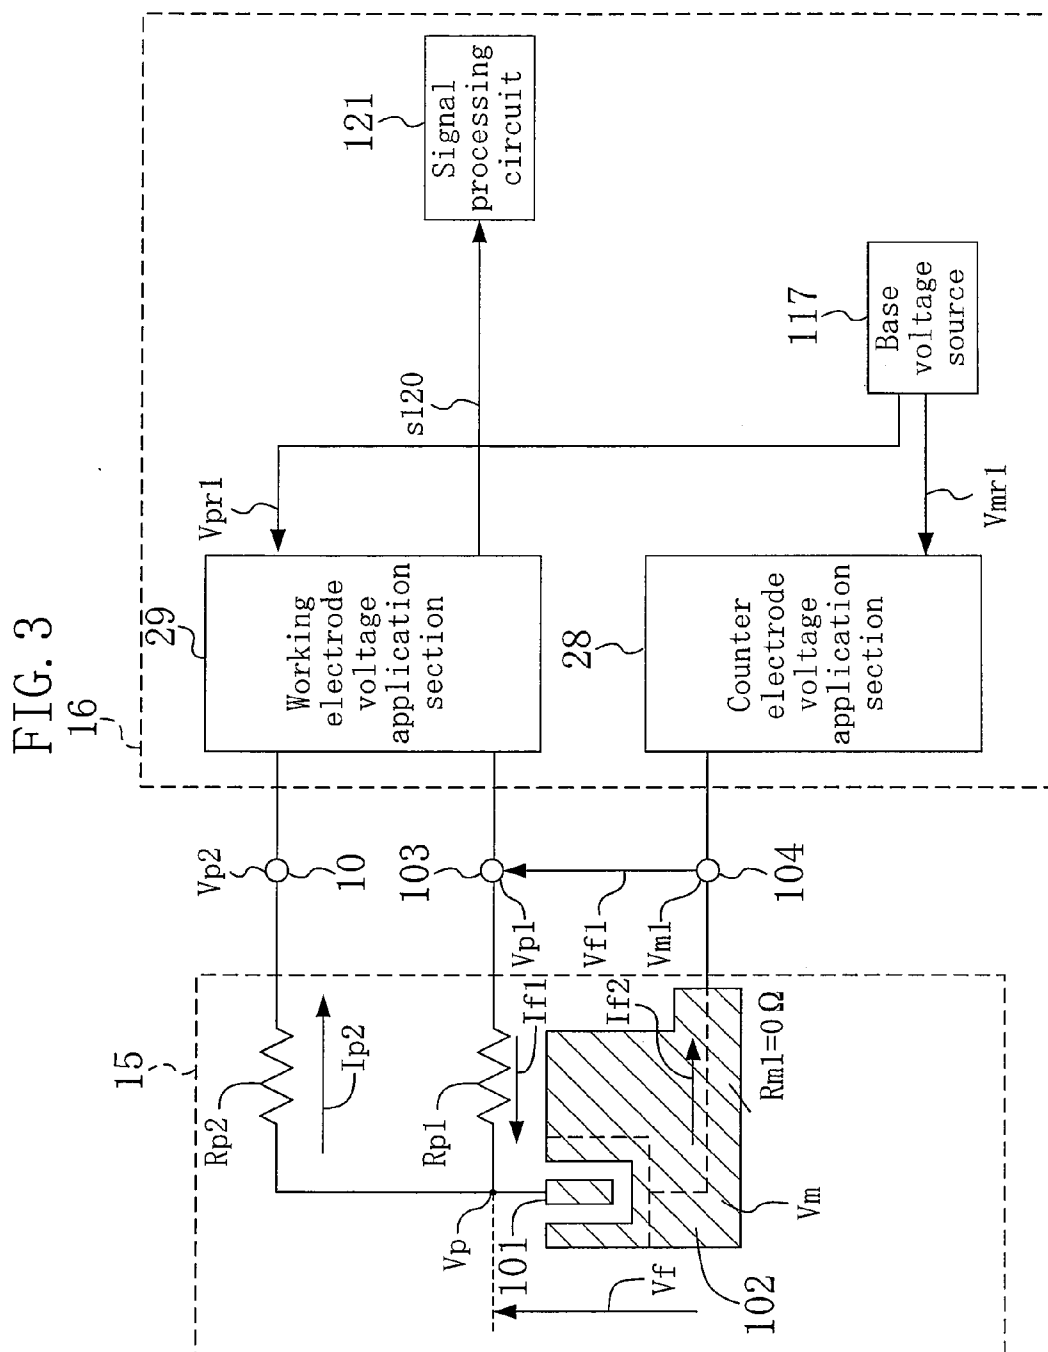 FIG. 3
16
29
Working
electrode
voltage
application
section
Vpr1
s120
121
Signal
processing
circuit
28
Counter
electrode
voltage
application
section
Vmr1
117
Base
voltage
source
Vp2
10
103
Vp1
Vf1
Vm1
104
15
Rp2
Ip2
Rp1
If1
If2
Rm1=0Ω
Vp
101
Vf
102
Vm